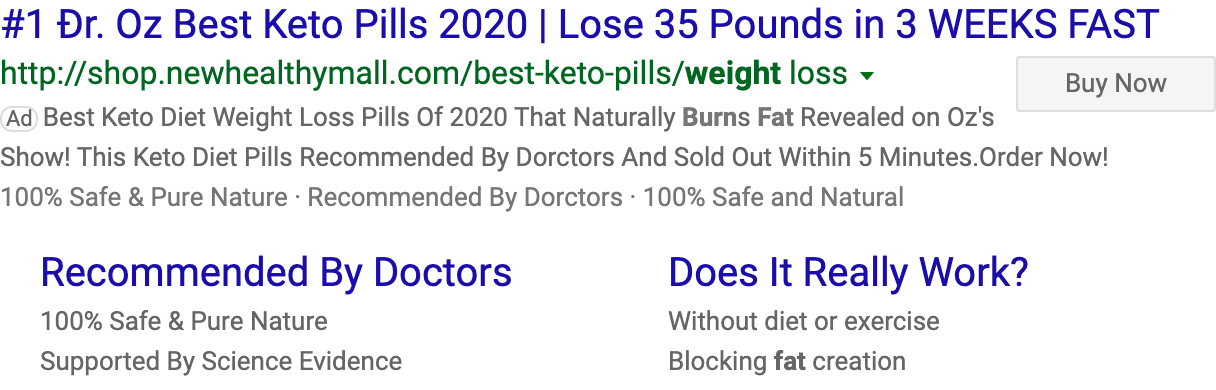 #1 Ðr. Oz Best Keto Pills 2020 | Lose 35 Pounds in 3 WEEKS FAST
http://shop.newhealthymall.com/best-keto-pills/weight loss
Buy Now
Ad Best Keto Diet Weight Loss Pills Of 2020 That Naturally Burns Fat Revealed on Oz's
Show! This Keto Diet Pills Recommended By Dorctors And Sold Out Within 5 Minutes.Order Now!
100% Safe & Pure Nature · Recommended By Dorctors · 100% Safe and Natural
Recommended By Doctors
100% Safe & Pure Nature
Supported By Science Evidence
Does It Really Work?
Without diet or exercise
Blocking fat creation